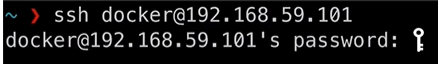 ~ ❯ ssh docker@192.168.59.101
docker@192.168.59.101's password: